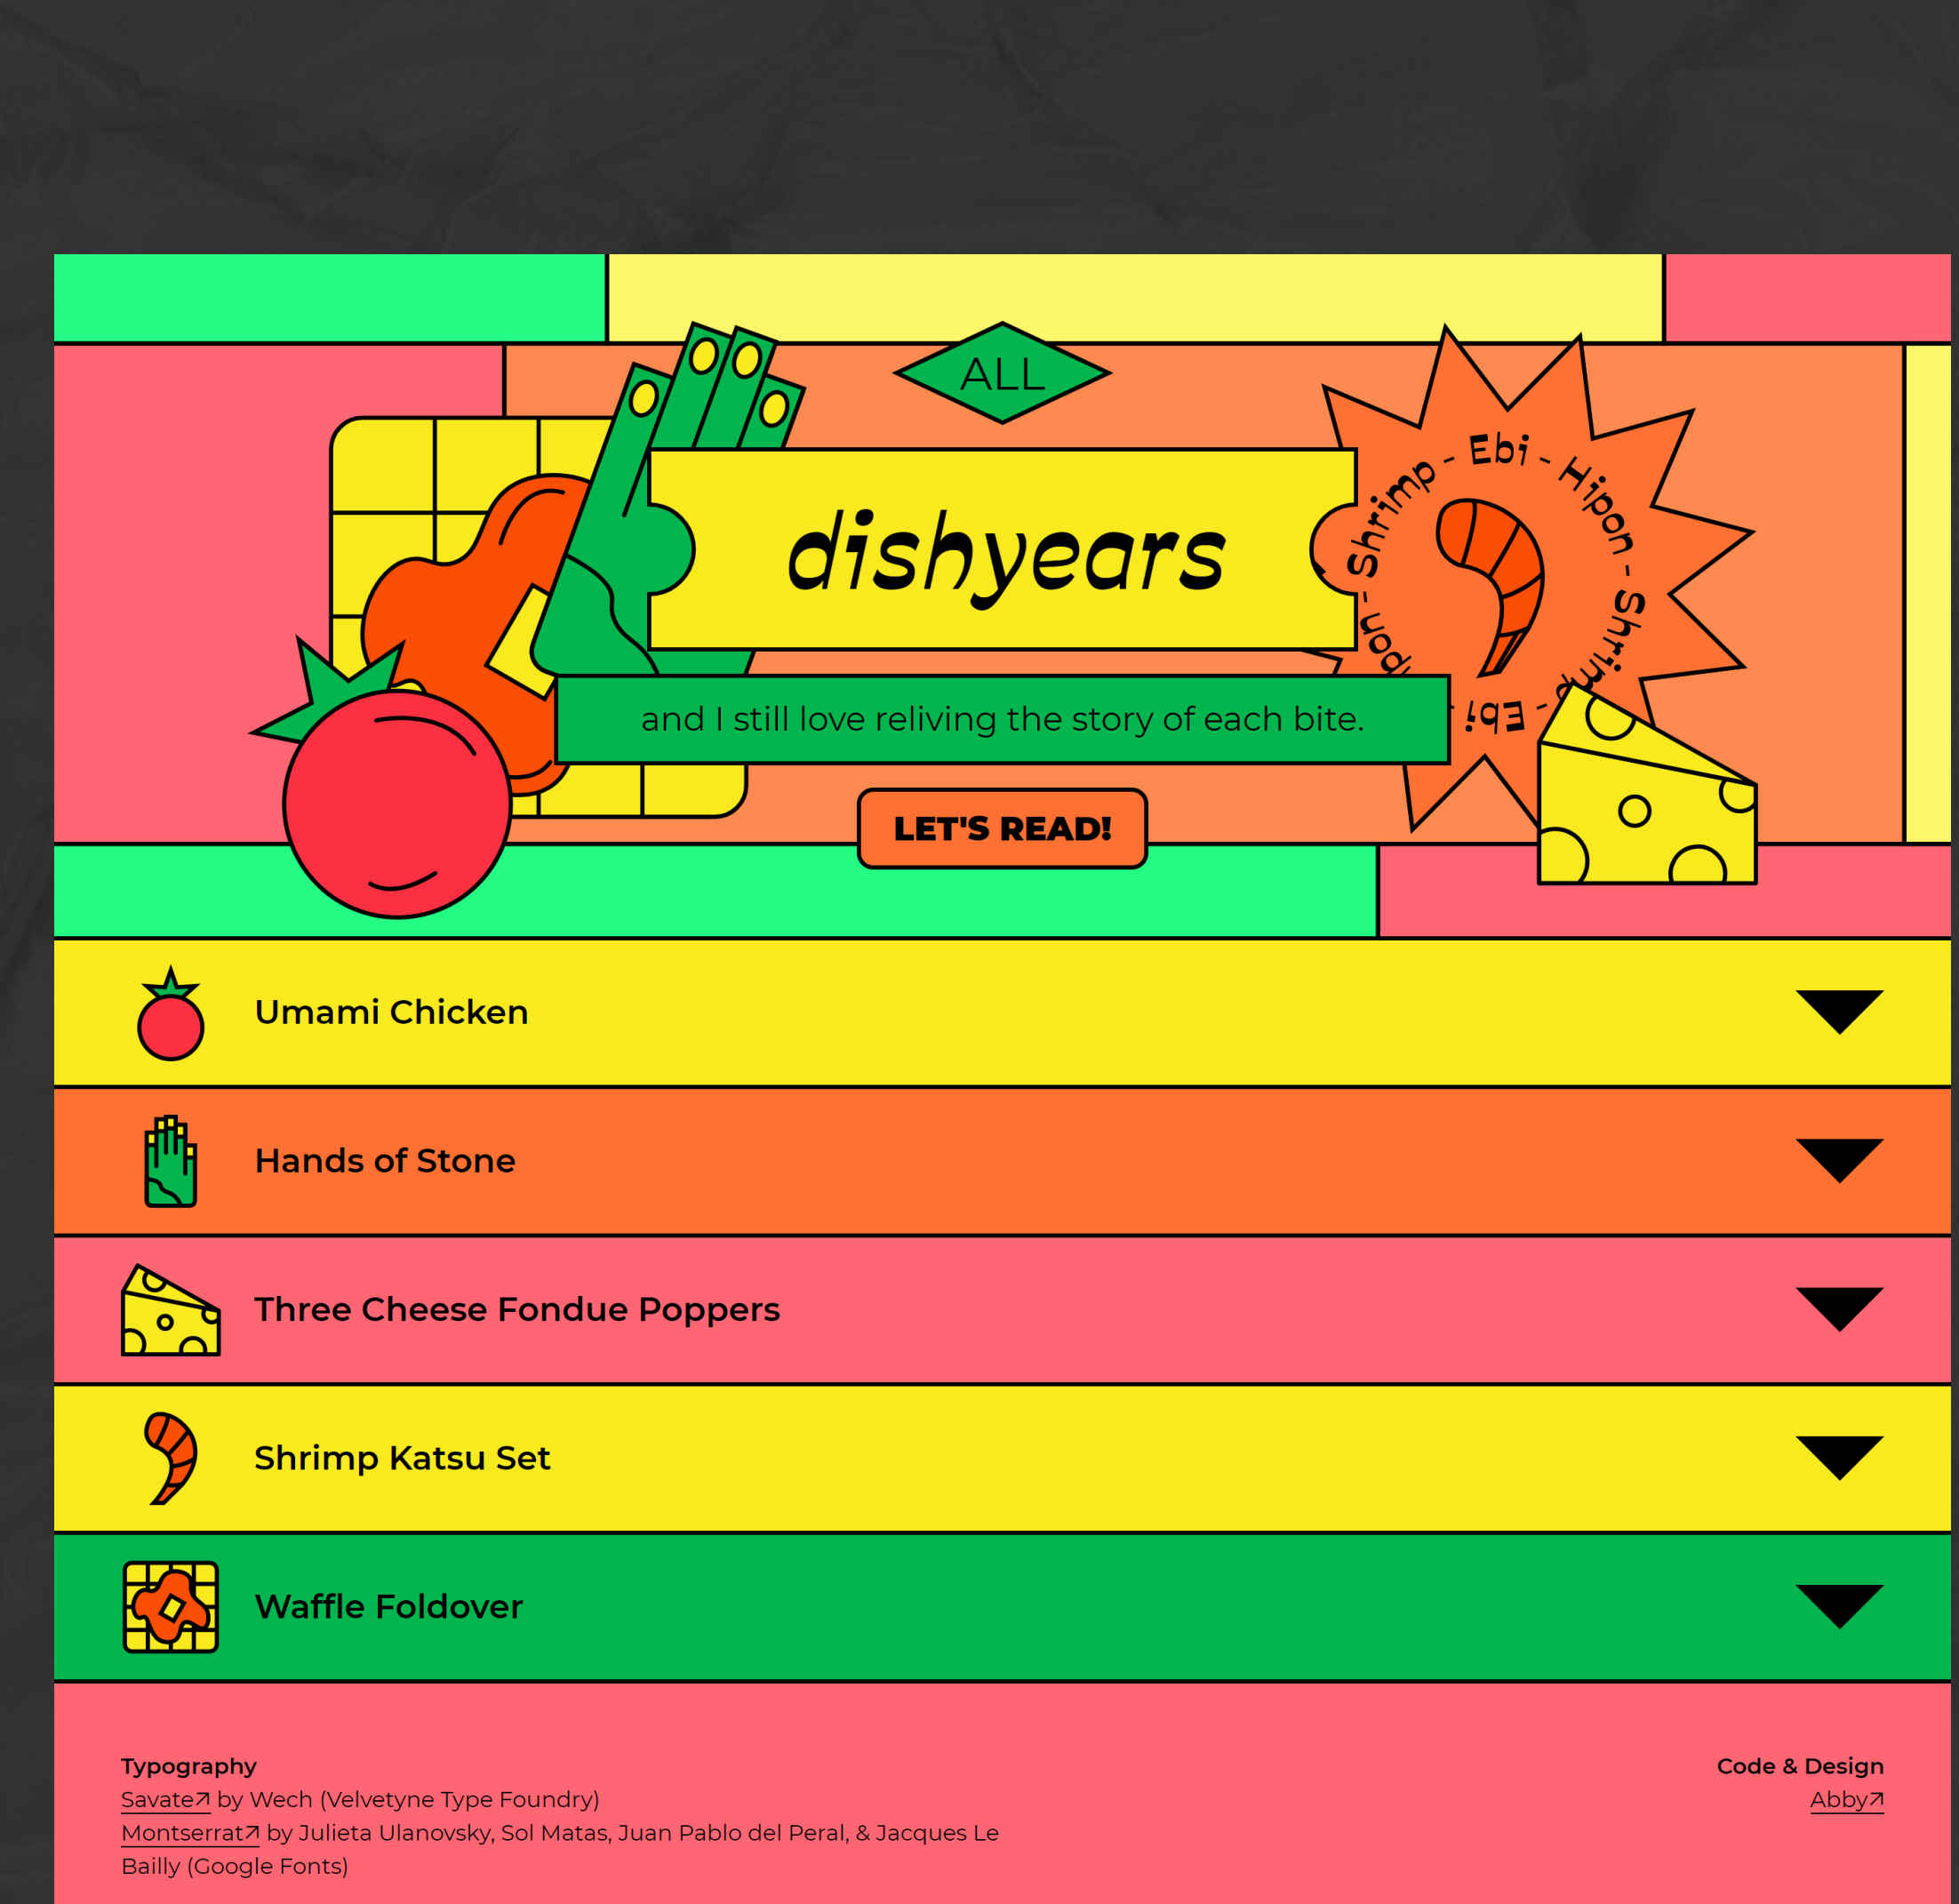 ALL
dishyears
Shrimp - Ebi - Hipon - Shrimp - Ebi - pon -
and I still love reliving the story of each bite.
LET'S READ!
Umami Chicken
Hands of Stone
Three Cheese Fondue Poppers
Shrimp Katsu Set
Waffle Foldover
Typography
Savate↗ by Wech (Velvetyne Type Foundry)
Montserrat↗ by Julieta Ulanovsky, Sol Matas, Juan Pablo del Peral, & Jacques Le
Bailly (Google Fonts)
Code & Design
Abby↗